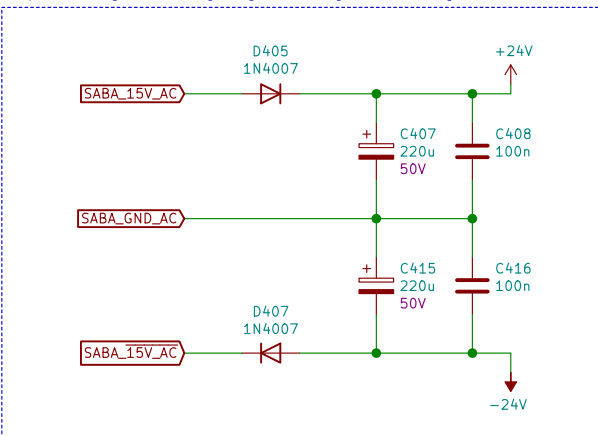 D405
1N4007
+24V
SABA_15V_AC
+
C407
220u
50V
C408
100n
SABA_GND_AC
+
C415
220u
50V
C416
100n
D407
1N4007
SABA_15V_AC
-24V